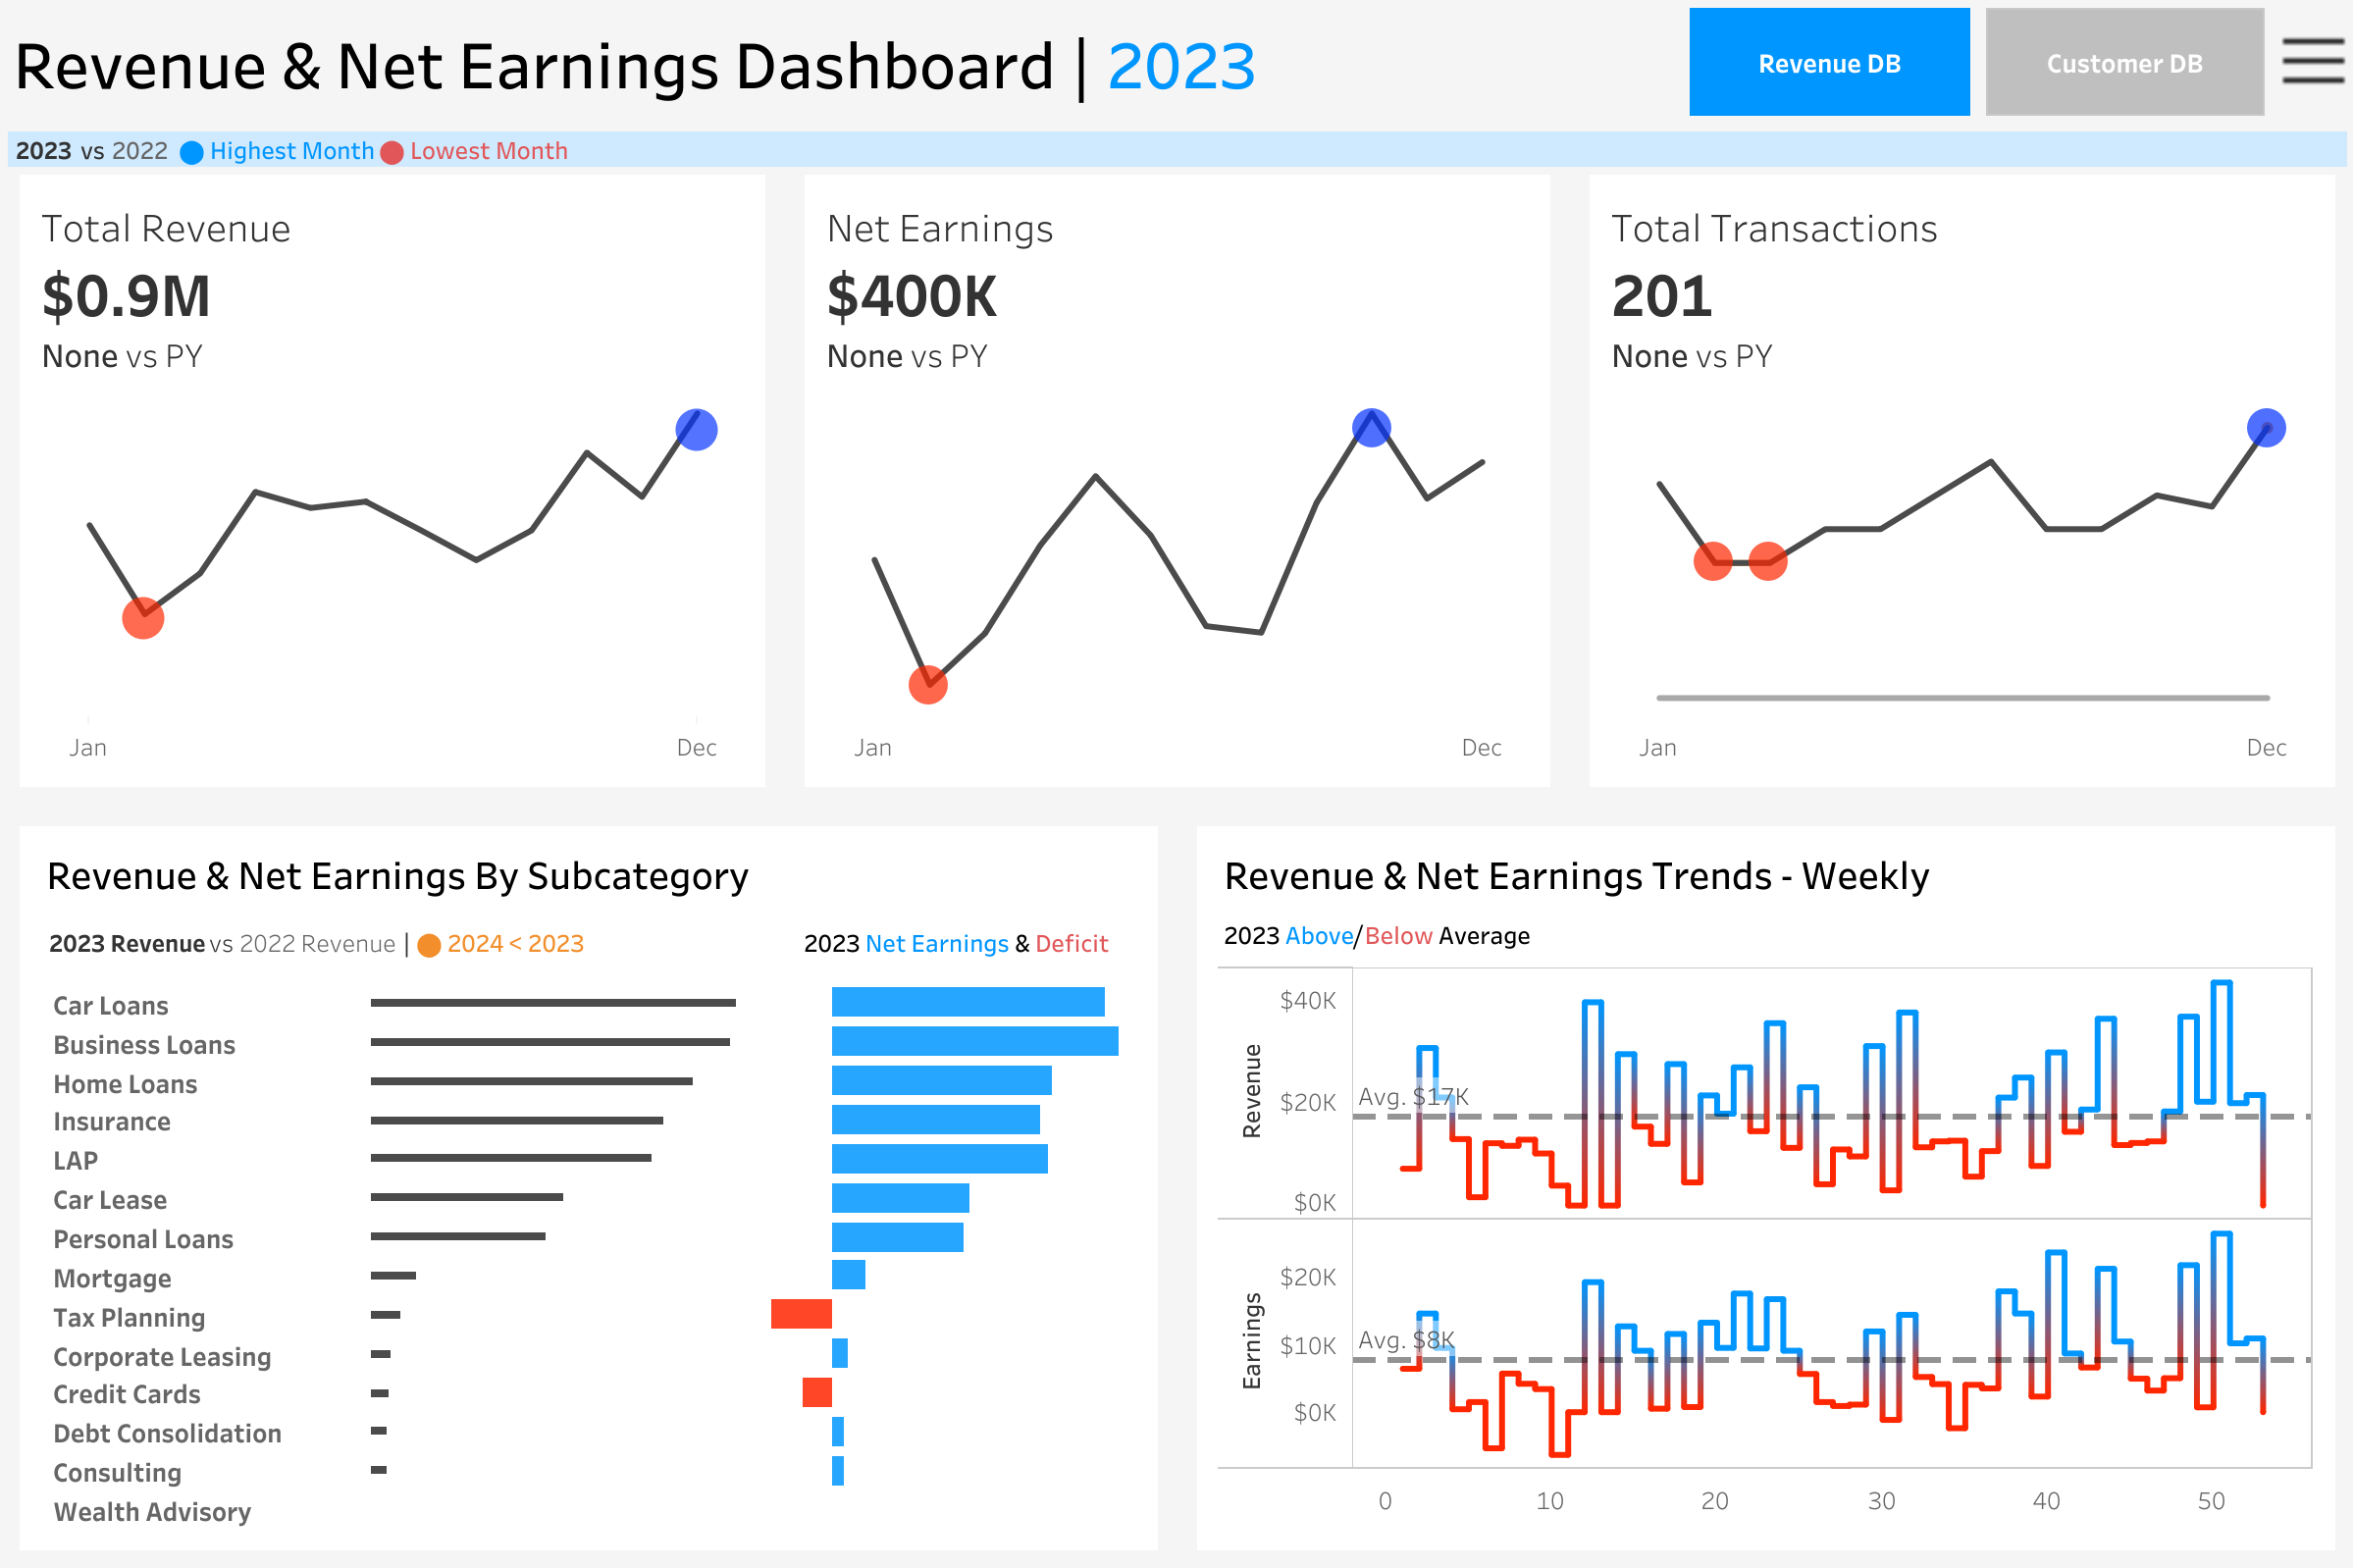 Revenue & Net Earnings Dashboard | 2023
Revenue DB
Customer DB
2023 vs 2022 Highest Month Lowest Month
Total Revenue
$0.9M
None vs PY
Jan
Dec
Net Earnings
$400K
None vs PY
Jan
Dec
Total Transactions
201
None vs PY
Jan
Dec
Revenue & Net Earnings By Subcategory
2023 Revenue vs 2022 Revenue | 2024 < 2023
2023 Net Earnings & Deficit
Car Loans
Business Loans
Home Loans
Insurance
LAP
Car Lease
Personal Loans
Mortgage
Tax Planning
Corporate Leasing
Credit Cards
Debt Consolidation
Consulting
Wealth Advisory
Revenue & Net Earnings Trends - Weekly
2023 Above/Below Average
Revenue
$40K
$20K
$0K
Avg. $17K
Earnings
$20K
$10K
$0K
Avg. $8K
0
10
20
30
40
50